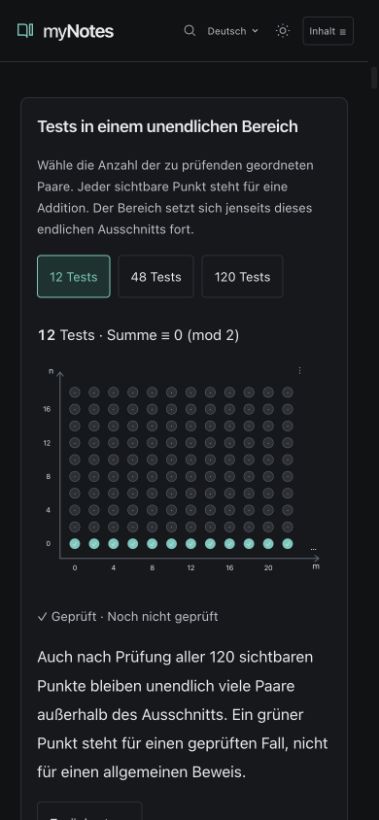 myNotes
Deutsch
Inhalt ≡
Tests in einem unendlichen Bereich
Wähle die Anzahl der zu prüfenden geordneten
Paare. Jeder sichtbare Punkt steht für eine
Addition. Der Bereich setzt sich jenseits dieses
endlichen Ausschnitts fort.
12 Tests 48 Tests 120 Tests
12 Tests · Summe ≡ 0 (mod 2)
n ⋮
16
12
8
4
0
...
0 4 8 12 16 20 m
✓ Geprüft · Noch nicht geprüft
Auch nach Prüfung aller 120 sichtbaren
Punkte bleiben unendlich viele Paare
außerhalb des Ausschnitts. Ein grüner
Punkt steht für einen geprüften Fall, nicht
für einen allgemeinen Beweis.